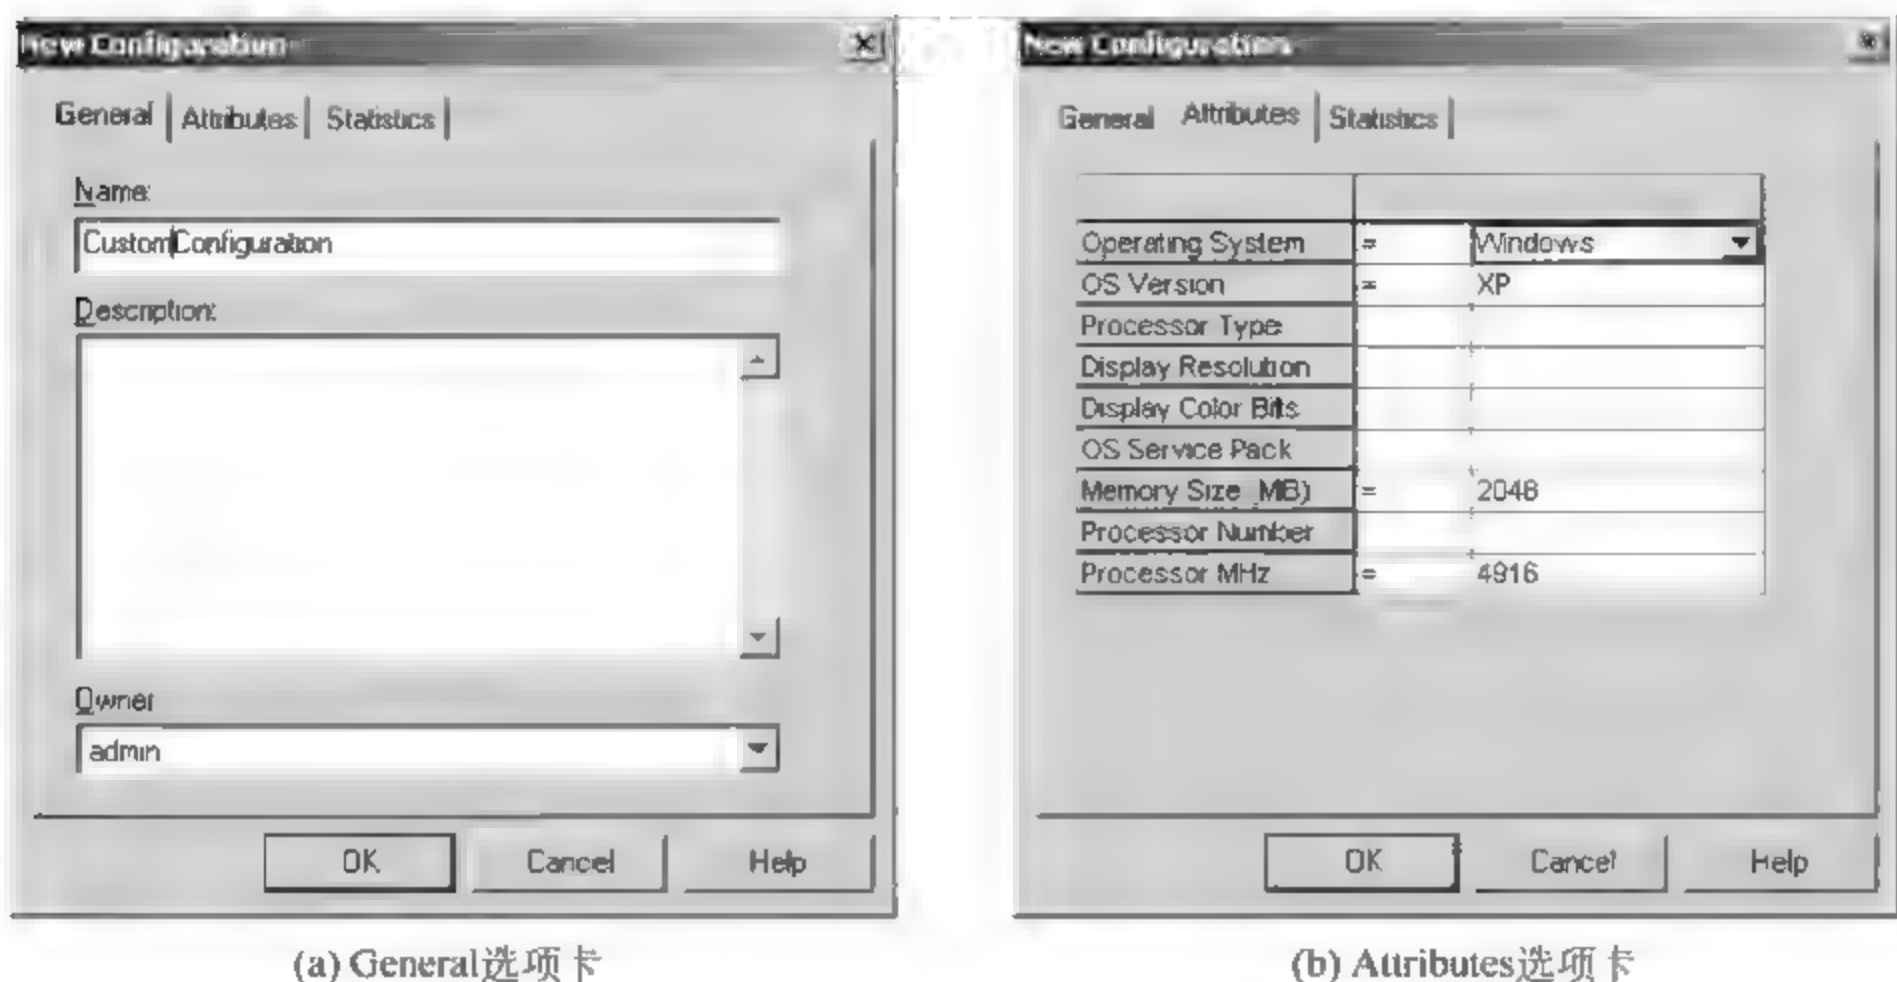 New Configuration
General Attributes Statistics
Name:
CustomConfiguration
Description:
Owner
admin
OK Cancel Help
(a) General选项卡
New Configuration
General Attributes Statistics
Operating System = Windows
OS Version = XP
Processor Type
Display Resolution
Display Color Bits
OS Service Pack
Memory Size MB) = 2048
Processor Number
Processor MHz = 4916
OK Cancel Help
(b) Attributes选项卡